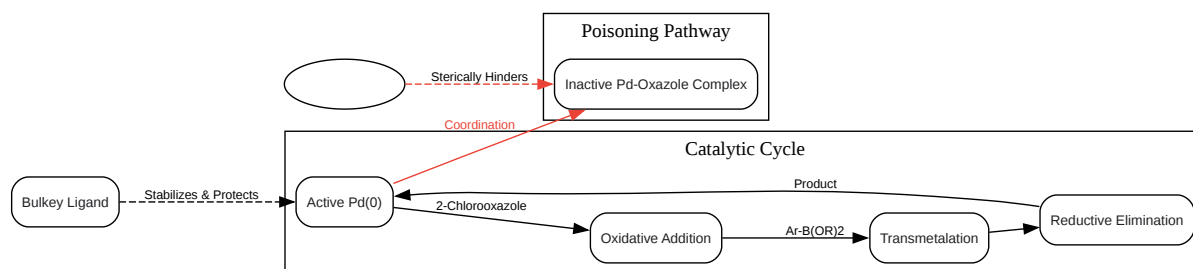 Poisoning Pathway
Sterically Hinders
Inactive Pd-Oxazole Complex
Coordination
Catalytic Cycle
Bulkey Ligand
Stabilizes & Protects
Active Pd(0)
Product
2-Chlorooxazole
Oxidative Addition
Ar-B(OR)2
Transmetalation
Reductive Elimination